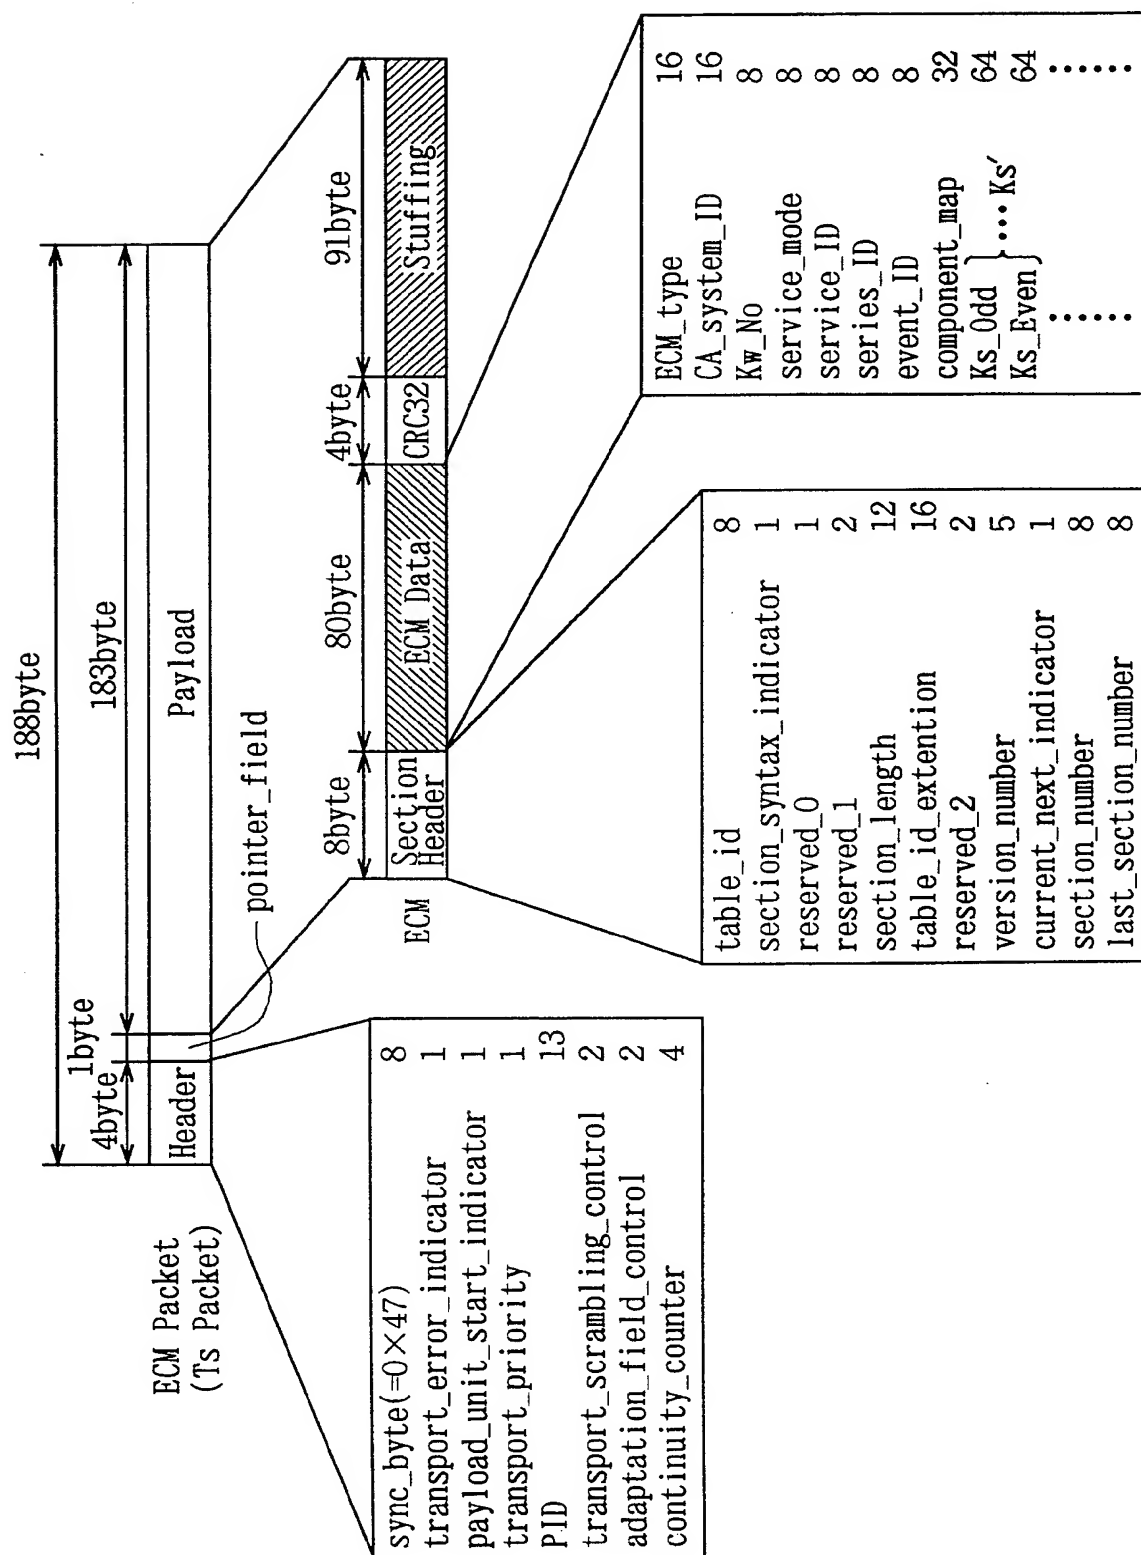 188byte
4byte
1byte
183byte
ECM Packet
(Ts Packet)
Header
Payload
pointer_field
8byte
80byte
4byte
91byte
ECM
Section
Header
ECM Data
CRC32
Stuffing
sync_byte(=0×47) 8
transport_error_indicator 1
payload_unit_start_indicator 1
transport_priority 1
PID 13
transport_scrambling_control 2
adaptation_field_control 2
continuity_counter 4
table_id 8
section_syntax_indicator 1
reserved_0 1
reserved_1 2
section_length 12
table_id_extention 16
reserved_2 2
version_number 5
current_next_indicator 1
section_number 8
last_section_number 8
ECM_type 16
CA_system_ID 16
Kw_No 8
service_mode 8
service_ID 8
series_ID 8
event_ID 8
component_map 32
Ks_Odd 64
Ks_Even 64
}····Ks′
······ ······